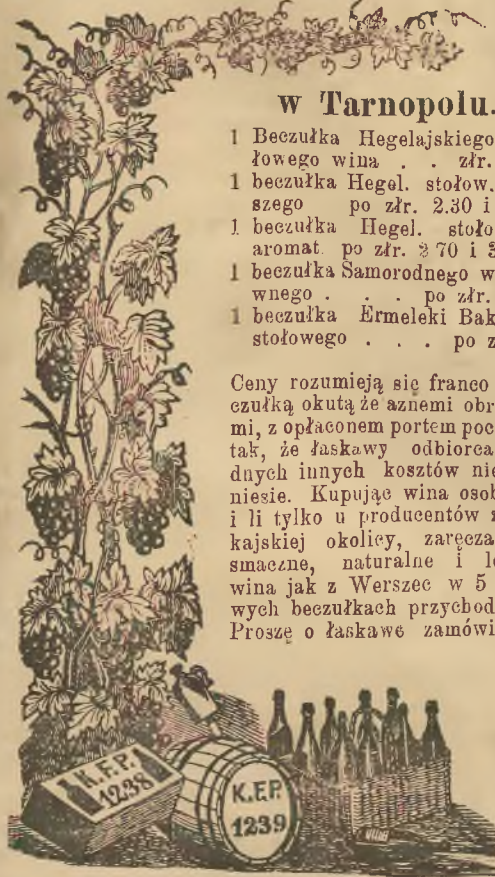 w Tarnopolu.
1 Beczułka Hegelajskiego
łowego wina . . złr.
1 beczułka Hegel. stołow.
szego po złr. 2.30 i
1 beczułka Hegel. stoło
aromat. po złr. 2 70 i 3
1 beczułka Samorodnego w
wnego . . . po złr.
1 beczułka Ermeleki Bak
stołowego . . . po z
Ceny rozumieją się franco
czułką okutą że aznemi obr
mi, z opłaconem portem poc
tak, że łaskawy odbiorca
dnych innych kosztów nie
niesie. Kupując wina osob
i li tylko u producentów
kajskiej okolicy, zaręcza
smaczne, naturalne i le
wina jak z Werszec w 5
wych beczułkach przychod
Proszę o łaskawe zamówi
K.F.P.
1238
K.F.P.
1239